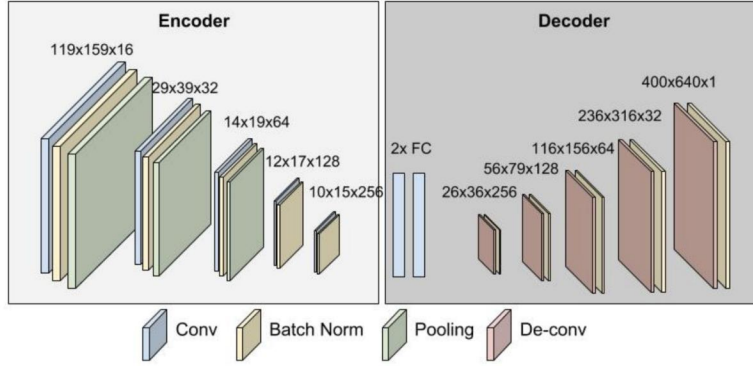 Encoder
119x159x16
29x39x32
14x19x64
12x17x128
10x15x256
Decoder
2x FC
26x36x256
56x79x128
116x156x64
236x316x32
400x640x1
Conv
Batch Norm
Pooling
De-conv